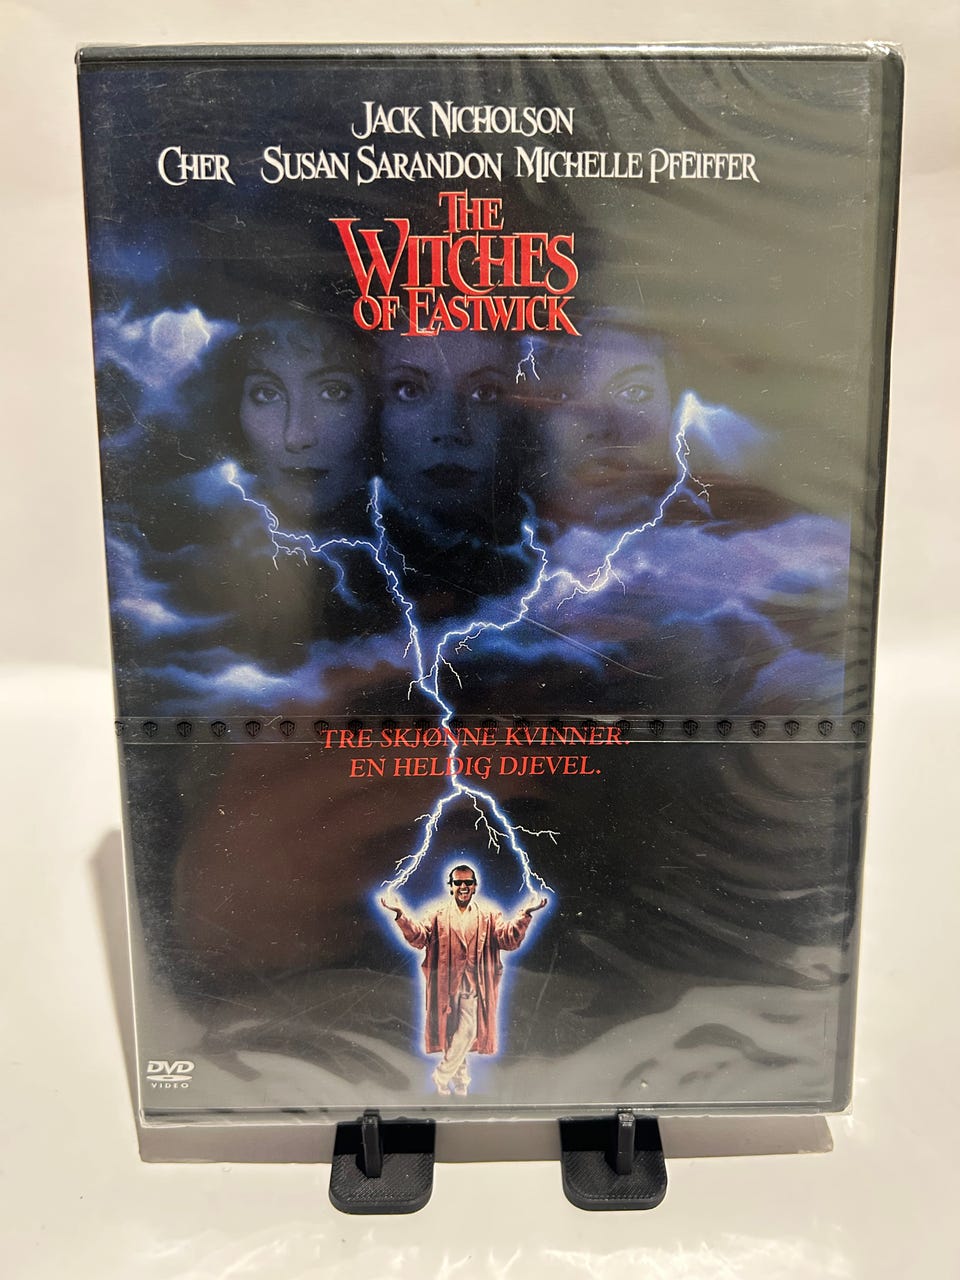 JACK NICHOLSON
CHER SUSAN SARANDON MICHELLE PFEIFFER
THE
WITCHES
OF EASTWICK
TRE SKJØNNE KVINNER.
EN HELDIG DJEVEL.
DVD
VIDEO